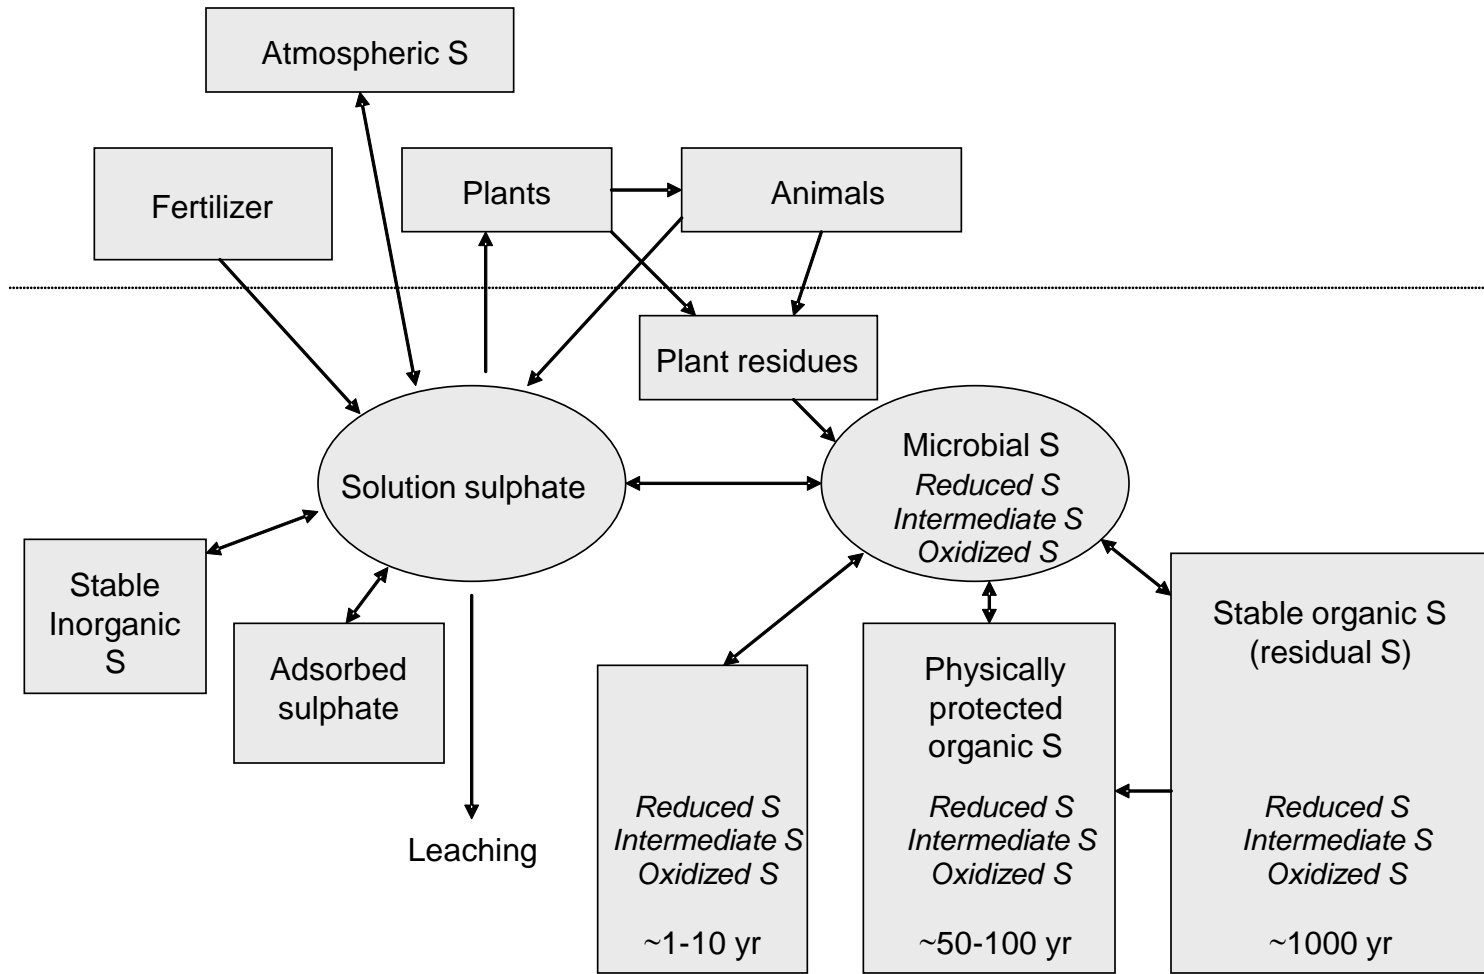 Atmospheric S
Fertilizer
Plants
Animals
Plant residues
Solution sulphate
Microbial S
Reduced S
Intermediate S
Oxidized S
Stable
Inorganic
S
Adsorbed
sulphate
Leaching
Reduced S
Intermediate S
Oxidized S
~1-10 yr
Physically
protected
organic S
Reduced S
Intermediate S
Oxidized S
~50-100 yr
Stable organic S
(residual S)
Reduced S
Intermediate S
Oxidized S
~1000 yr